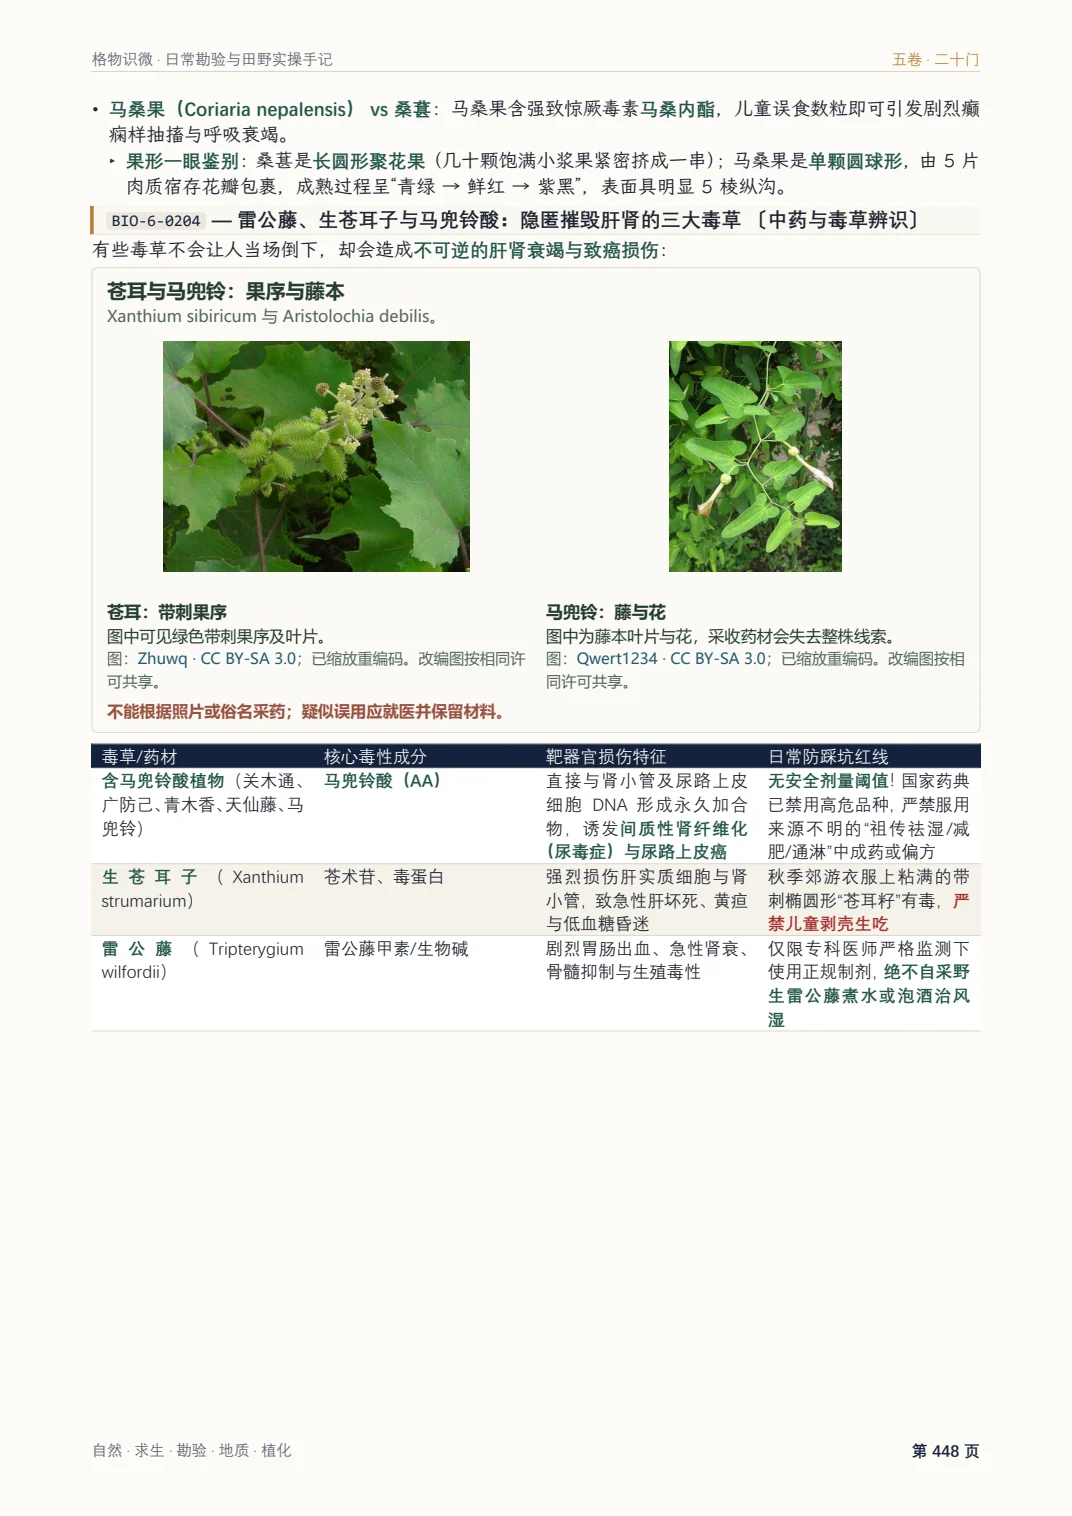 格物识微 · 日常勘验与田野实操手记
五卷 · 二十门
• 马桑果（Coriaria nepalensis） vs 桑葚：马桑果含强致惊厥毒素马桑内酯，儿童误食数粒即可引发剧烈癫
痫样抽搐与呼吸衰竭。
‣ 果形一眼鉴别：桑葚是长圆形聚花果（几十颗饱满小浆果紧密挤成一串）；马桑果是单颗圆球形，由 5 片
肉质宿存花瓣包裹，成熟过程呈“青绿 → 鲜红 → 紫黑”，表面具明显 5 棱纵沟。
BIO-6-0204 — 雷公藤、生苍耳子与马兜铃酸：隐匿摧毁肝肾的三大毒草 〔中药与毒草辨识〕
有些毒草不会让人当场倒下，却会造成不可逆的肝肾衰竭与致癌损伤：
苍耳与马兜铃：果序与藤本
Xanthium sibiricum 与 Aristolochia debilis。
苍耳：带刺果序
图中可见绿色带刺果序及叶片。
图：Zhuwq · CC BY-SA 3.0；已缩放重编码。改编图按相同许
可共享。
马兜铃：藤与花
图中为藤本叶片与花，采收药材会失去整株线索。
图：Qwert1234 · CC BY-SA 3.0；已缩放重编码。改编图按相
同许可共享。
不能根据照片或俗名采药；疑似误用应就医并保留材料。
毒草/药材
核心毒性成分
靶器官损伤特征
日常防踩坑红线
含马兜铃酸植物（关木通、
广防己、青木香、天仙藤、马
兜铃）
马兜铃酸（AA）
直接与肾小管及尿路上皮
细胞 DNA 形成永久加合
物，诱发间质性肾纤维化
（尿毒症）与尿路上皮癌
无安全剂量阈值！国家药典
已禁用高危品种，严禁服用
来源不明的“祖传祛湿/减
肥/通淋”中成药或偏方
生苍耳子（Xanthium
strumarium）
苍术苷、毒蛋白
强烈损伤肝实质细胞与肾
小管，致急性肝坏死、黄疸
与低血糖昏迷
秋季郊游衣服上粘满的带
刺椭圆形“苍耳籽”有毒，严
禁儿童剥壳生吃
雷公藤（Tripterygium
wilfordii）
雷公藤甲素/生物碱
剧烈胃肠出血、急性肾衰、
骨髓抑制与生殖毒性
仅限专科医师严格监测下
使用正规制剂，绝不自采野
生雷公藤煮水或泡酒治风
湿
自然 · 求生 · 勘验 · 地质 · 植化
第 448 页